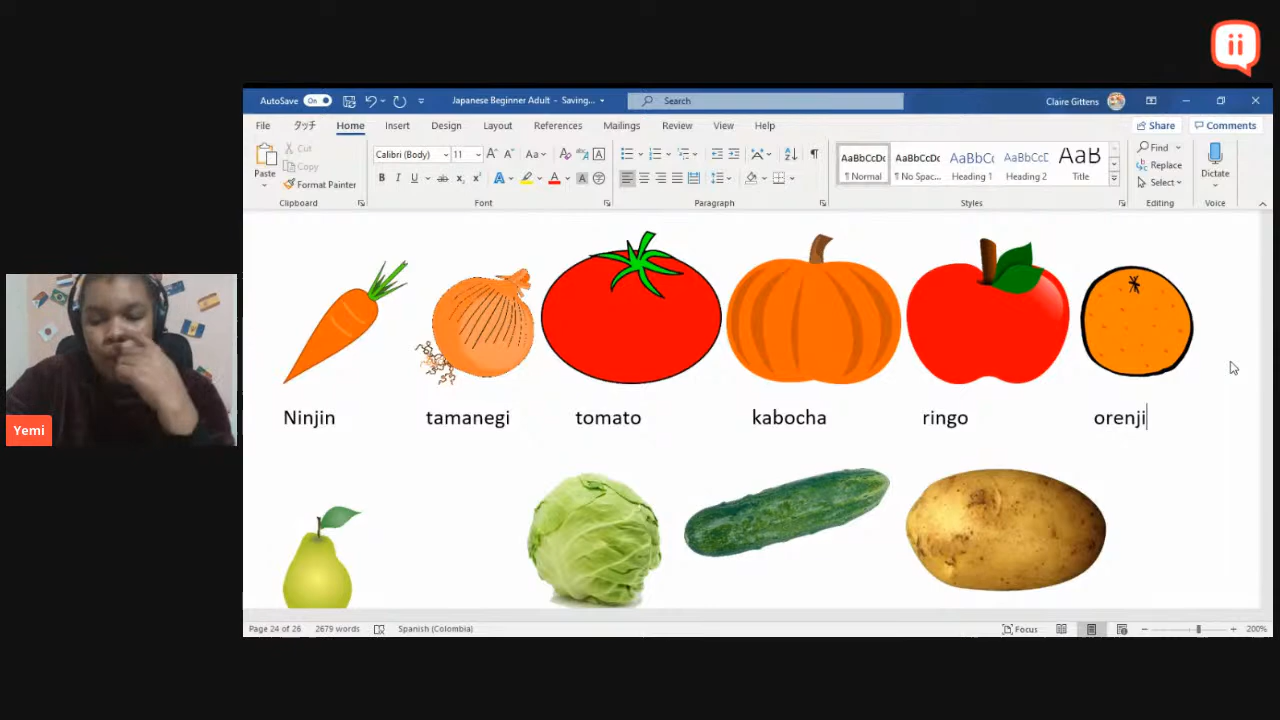 AutoSave On
Japanese Beginner Adult - Saving...
Search
Claire Gittens
File タッチ Home Insert Design Layout References Mailings Review View Help
Share Comments
Paste
Cut
Copy
Format Painter
Clipboard
Calibri (Body) 11
Font
Paragraph
AaBbCcDc
¶ Normal
AaBbCcDc
¶ No Spac...
AaBbCc
Heading 1
AaBbCcD
Heading 2
AaB
Title
Styles
Find
Replace
Select
Editing
Dictate
Voice
Ninjin tamanegi tomato kabocha ringo orenji
Yemi
Page 24 of 26 2679 words Spanish (Colombia) Focus 200%